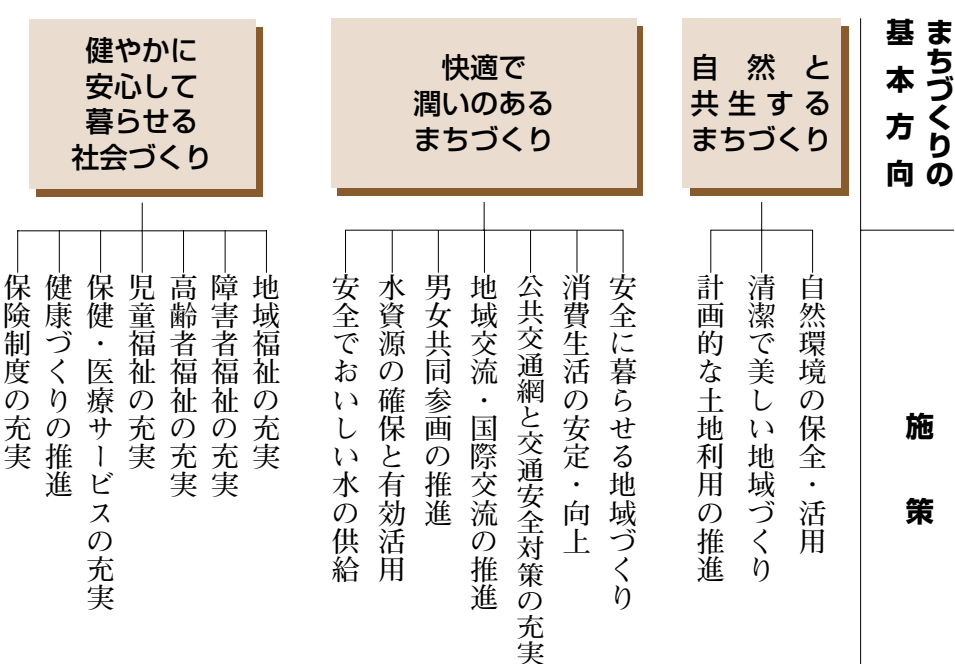 まちづくりの
基本方向
自然と
共生する
まちづくり
快適で
潤いのある
まちづくり
健やかに
安心して
暮らせる
社会づくり
施策
自然環境の保全・活用
清潔で美しい地域づくり
計画的な土地利用の推進
安全に暮らせる地域づくり
消費生活の安定・向上
公共交通網と交通安全対策の充実
地域交流・国際交流の推進
男女共同参画の推進
水資源の確保と有効活用
安全でおいしい水の供給
地域福祉の充実
障害者福祉の充実
高齢者福祉の充実
児童福祉の充実
保健・医療サービスの充実
健康づくりの推進
保険制度の充実